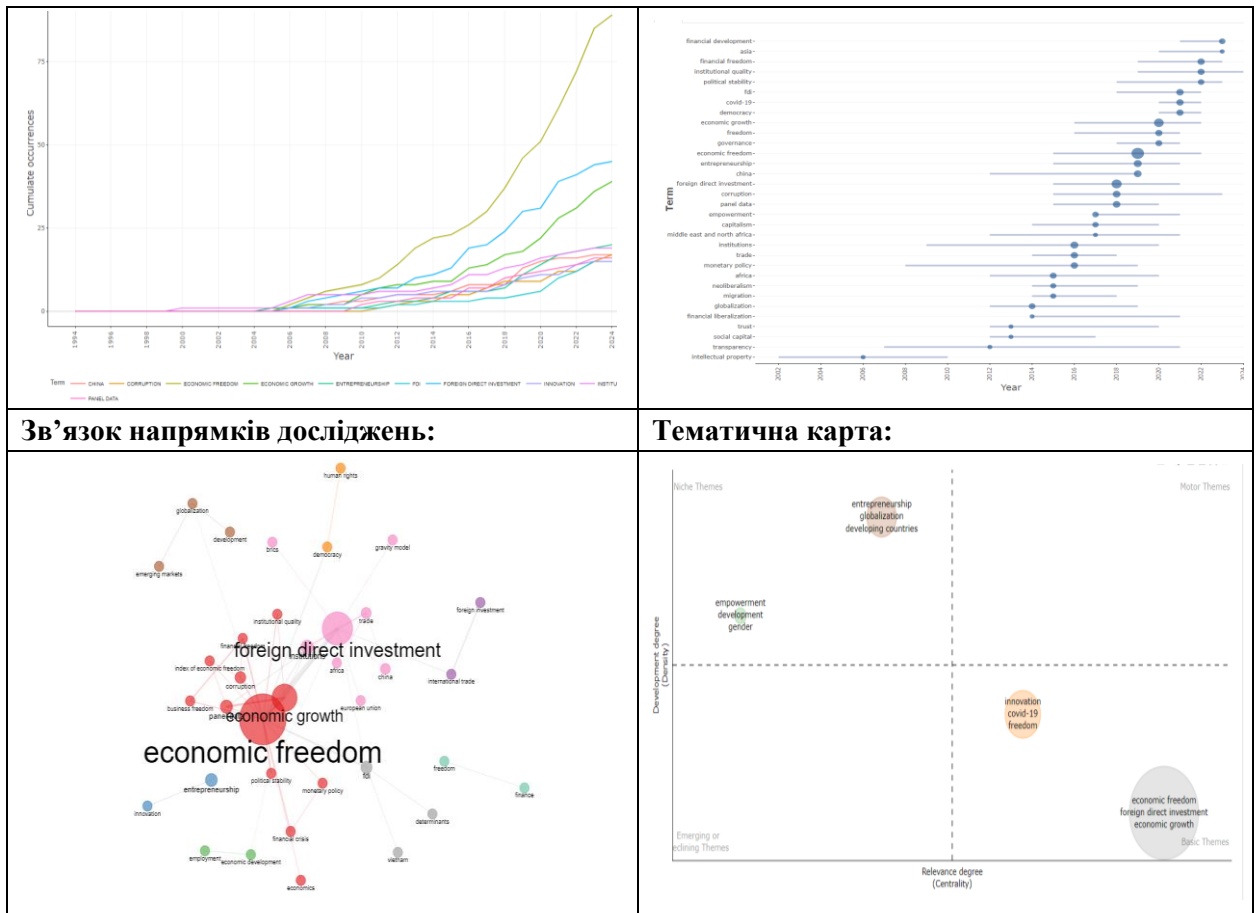 75
50
25
0
Cumulate occurrences
1994
1996
1998
2000
2002
2004
2006
2008
2010
2012
2014
2016
2018
2020
2022
2024
Year
Term CHINA CORRUPTION ECONOMIC FREEDOM ECONOMIC GROWTH ENTREPRENEURSHIP FDI FOREIGN DIRECT INVESTMENT INNOVATION INSTITU
PANEL DATA
financial development
asia
financial freedom
institutional quality
political stability
fdi
covid-19
democracy
economic growth
freedom
governance
economic freedom
entrepreneurship
china
foreign direct investment
corruption
panel data
empowerment
capitalism
middle east and north africa
institutions
trade
monetary policy
africa
neoliberalism
migration
globalization
financial liberalization
trust
social capital
transparency
intellectual property
Term
2002
2004
2006
2008
2010
2012
2014
2016
2018
2020
2022
2024
Year
Зв’язок напрямків досліджень:
Тематична карта:
human rights
globalization
development
brics
democracy
gravity model
emerging markets
foreign investment
institutional quality
trade
foreign direct investment
institutions
index of economic freedom
africa
china
corruption
international trade
business freedom
european union
economic growth
economic freedom
political stability
monetary policy
fdi
freedom
entrepreneurship
finance
innovation
determinants
financial crisis
employment
economic development
vietnam
economics
Niche Themes
Motor Themes
entrepreneurship
globalization
developing countries
empowerment
development
gender
Development degree
(Density)
innovation
covid-19
freedom
economic freedom
foreign direct investment
economic growth
Emerging or
eclining Themes
Basic Themes
Relevance degree
(Centrality)